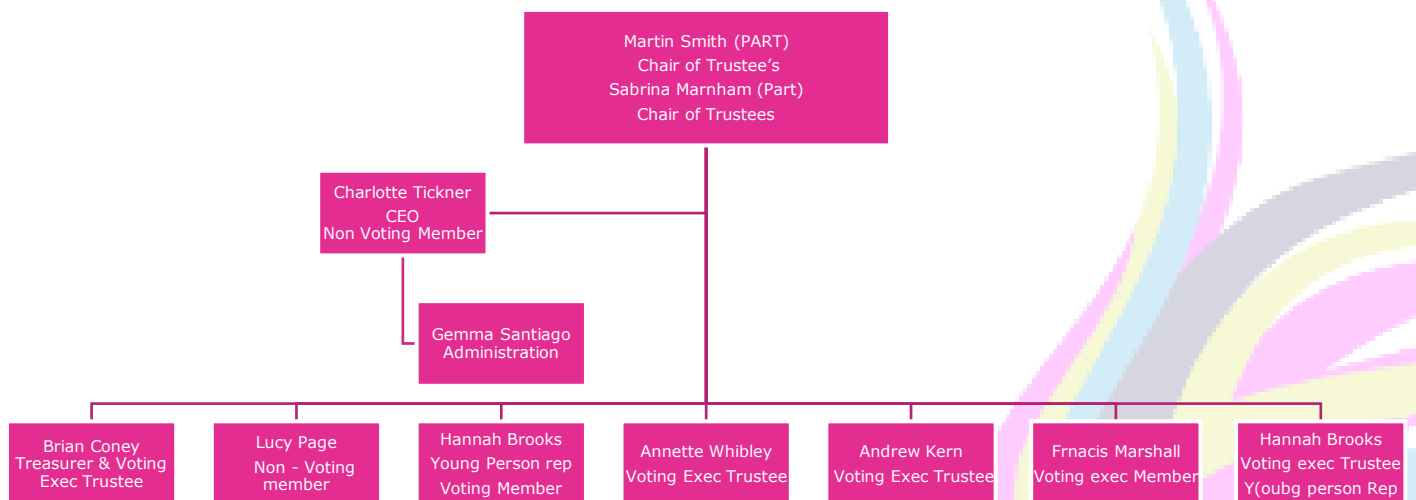 Martin Smith (PART)
Chair of Trustee’s
Sabrina Marnham (Part)
Chair of Trustees
Charlotte Tickner
CEO
Non Voting Member
Gemma Santiago
Administration
Brian Coney
Treasurer & Voting
Exec Trustee
Lucy Page
Non - Voting
member
Hannah Brooks
Young Person rep
Voting Member
Annette Whibley
Voting Exec Trustee
Andrew Kern
Voting Exec Trustee
Frnacis Marshall
Voting exec Member
Hannah Brooks
Voting exec Trustee
Y(oubg person Rep